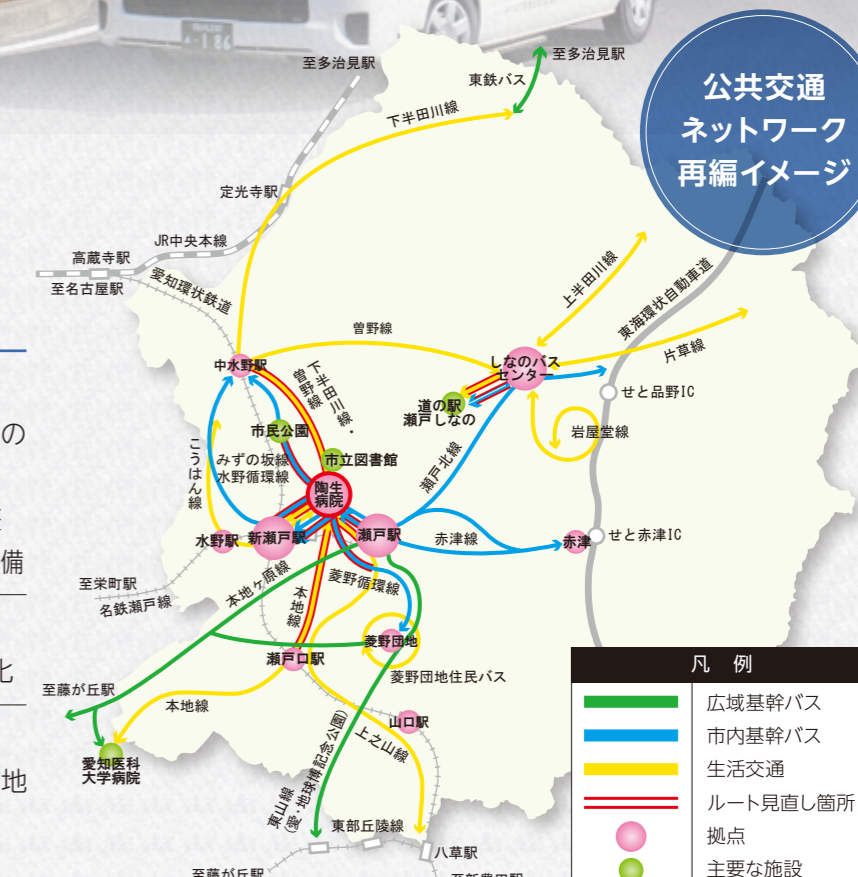 ・186
公共交通
ネットワーク
再編イメージ
至多治見駅
東鉄バス
至多治見駅
下半田川線
定光寺駅
JR中央本線
高蔵寺駅
至名古屋駅
愛知環状鉄道
上半田川線
東海環状自動車道
曽野線
片草線
中水野駅
しなのバス
センター
下半田川線・
曽野線
道の駅
瀬戸しなの
せと品野IC
市民公園
岩屋堂線
こうはん線
みずの坂線
水野循環線
市立図書館
瀬戸北線
陶生
病院
水野駅
新瀬戸駅
瀬戸駅
赤津線
赤津
せと赤津IC
至栄町駅
名鉄瀬戸線
本地ヶ原線
本地線
菱野循環線
菱野団地
瀬戸口駅
菱野団地住民バス
至藤が丘駅
本地線
山口駅
上之山線
愛知医科
大学病院
東山線
(愛・地球博記念公園)
東部丘陵線
八草駅
至藤が丘駅
至新豊田駅
の
備
化
地
凡 例
広域基幹バス
市内基幹バス
生活交通
ルート見直し箇所
拠点
主要な施設